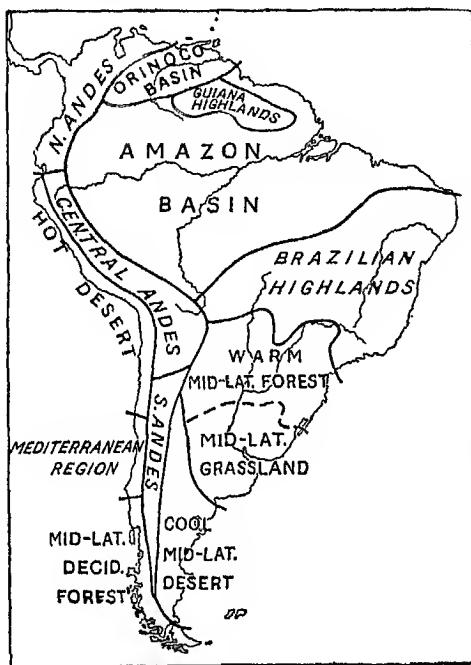 N. ANDES
ORINOCO
BASIN
GUIANA
HIGHLANDS
AMAZON
BASIN
CENTRAL ANDES
HOT DESERT
BRAZILIAN
HIGHLANDS
WARM
MID-LAT. FOREST
S. ANDES
MEDITERRANEAN
REGION
MID-LAT.
GRASSLAND
COOL
MID-LAT.
DESERT
MID-LAT.
DECID.
FOREST